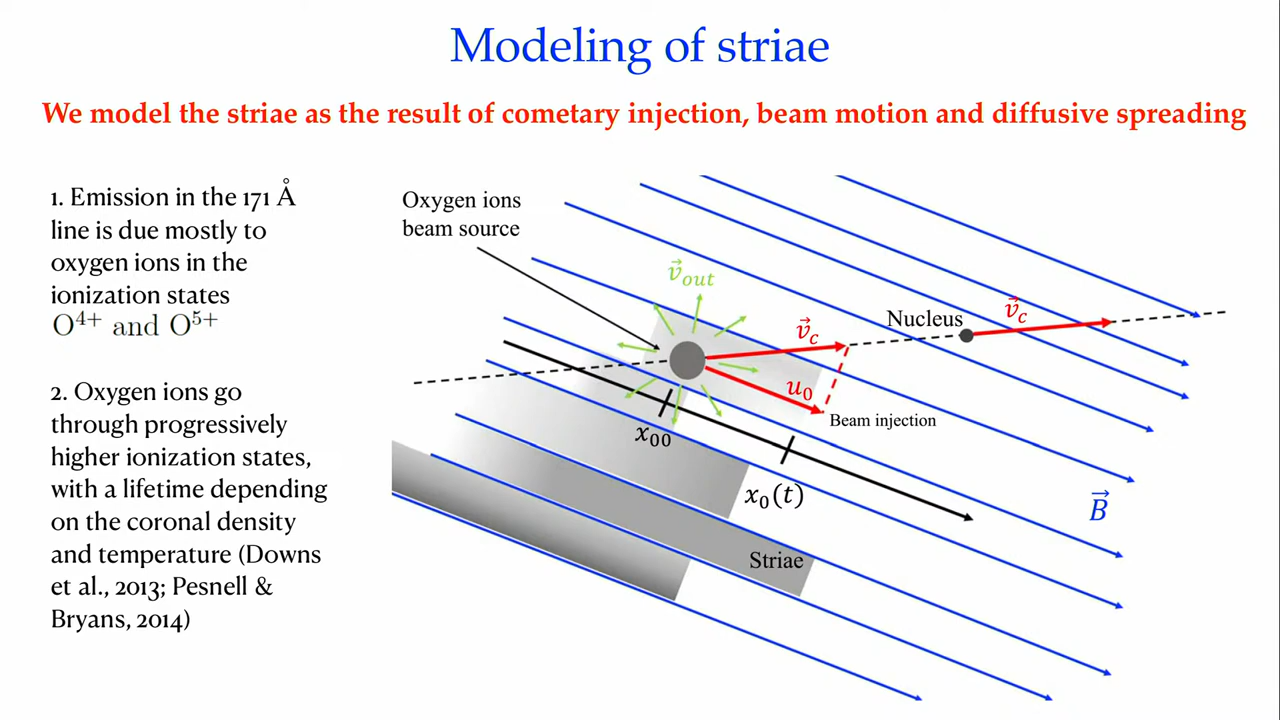 Modeling of striae
We model the striae as the result of cometary injection, beam motion and diffusive spreading
1. Emission in the 171 Å
line is due mostly to
oxygen ions in the
ionization states
O⁴⁺ and O⁵⁺
2. Oxygen ions go
through progressively
higher ionization states,
with a lifetime depending
on the coronal density
and temperature (Downs
et al., 2013; Pesnell &
Bryans, 2014)
Oxygen ions
beam source
v⃗out
v⃗c
Nucleus
v⃗c
u₀
Beam injection
x₀₀
x₀(t)
B⃗
Striae